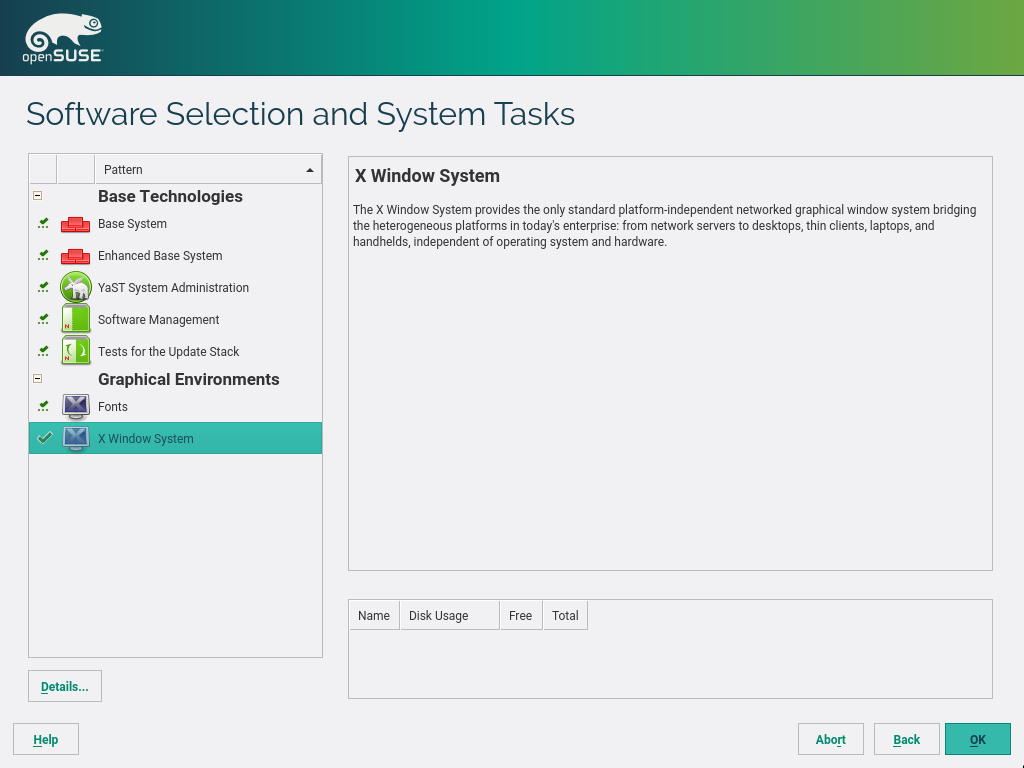 openSUSE
Software Selection and System Tasks
Pattern
Base Technologies
Base System
Enhanced Base System
YaST System Administration
Software Management
Tests for the Update Stack
Graphical Environments
Fonts
X Window System
Details...
X Window System
The X Window System provides the only standard platform-independent networked graphical window system bridging
the heterogeneous platforms in today's enterprise: from network servers to desktops, thin clients, laptops, and
handhelds, independent of operating system and hardware.
Name Disk Usage Free Total
Help Abort Back OK